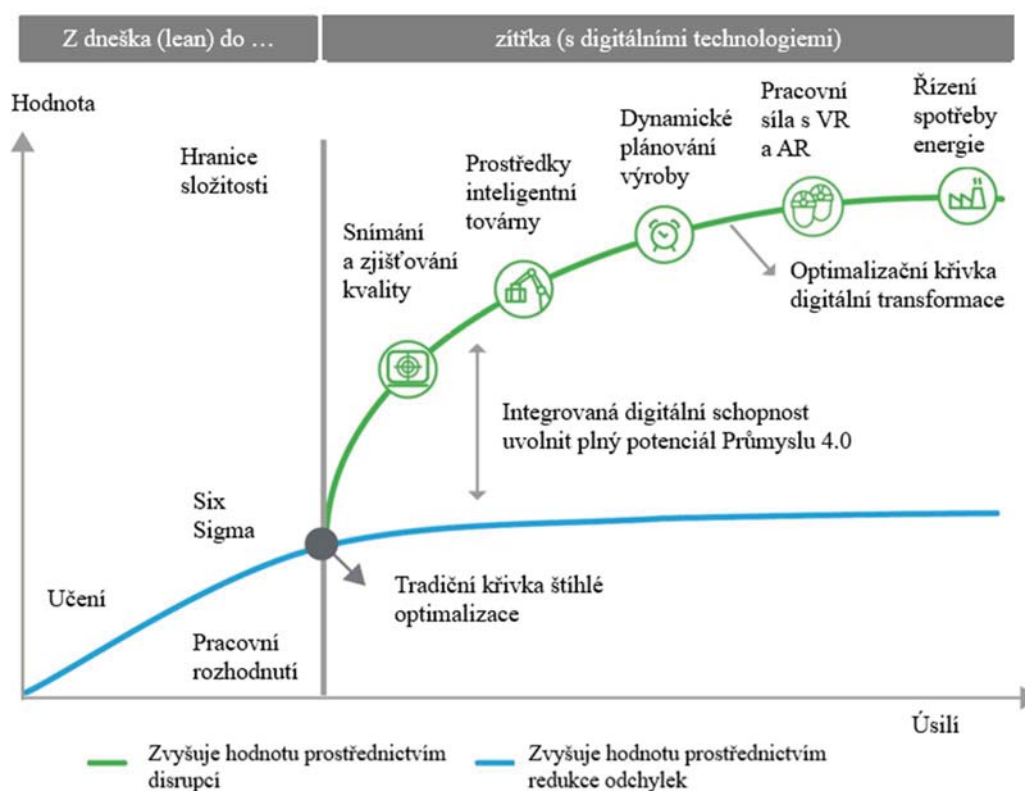 Z dneška (lean) do ...
zítřka (s digitálními technologiemi)
Hodnota
Hranice
složitosti
Snímání
a zjišťování
kvality
Prostředky
inteligentní
továrny
Dynamické
plánování
výroby
Pracovní
síla s VR
a AR
Řízení
spotřeby
energie
Optimalizační křivka
digitální transformace
Integrovaná digitální schopnost
uvolnit plný potenciál Průmyslu 4.0
Six
Sigma
Učení
Tradiční křivka štíhlé
optimalizace
Pracovní
rozhodnutí
Úsilí
Zvyšuje hodnotu prostřednictvím
disrupcí
Zvyšuje hodnotu prostřednictvím
redukce odchylek